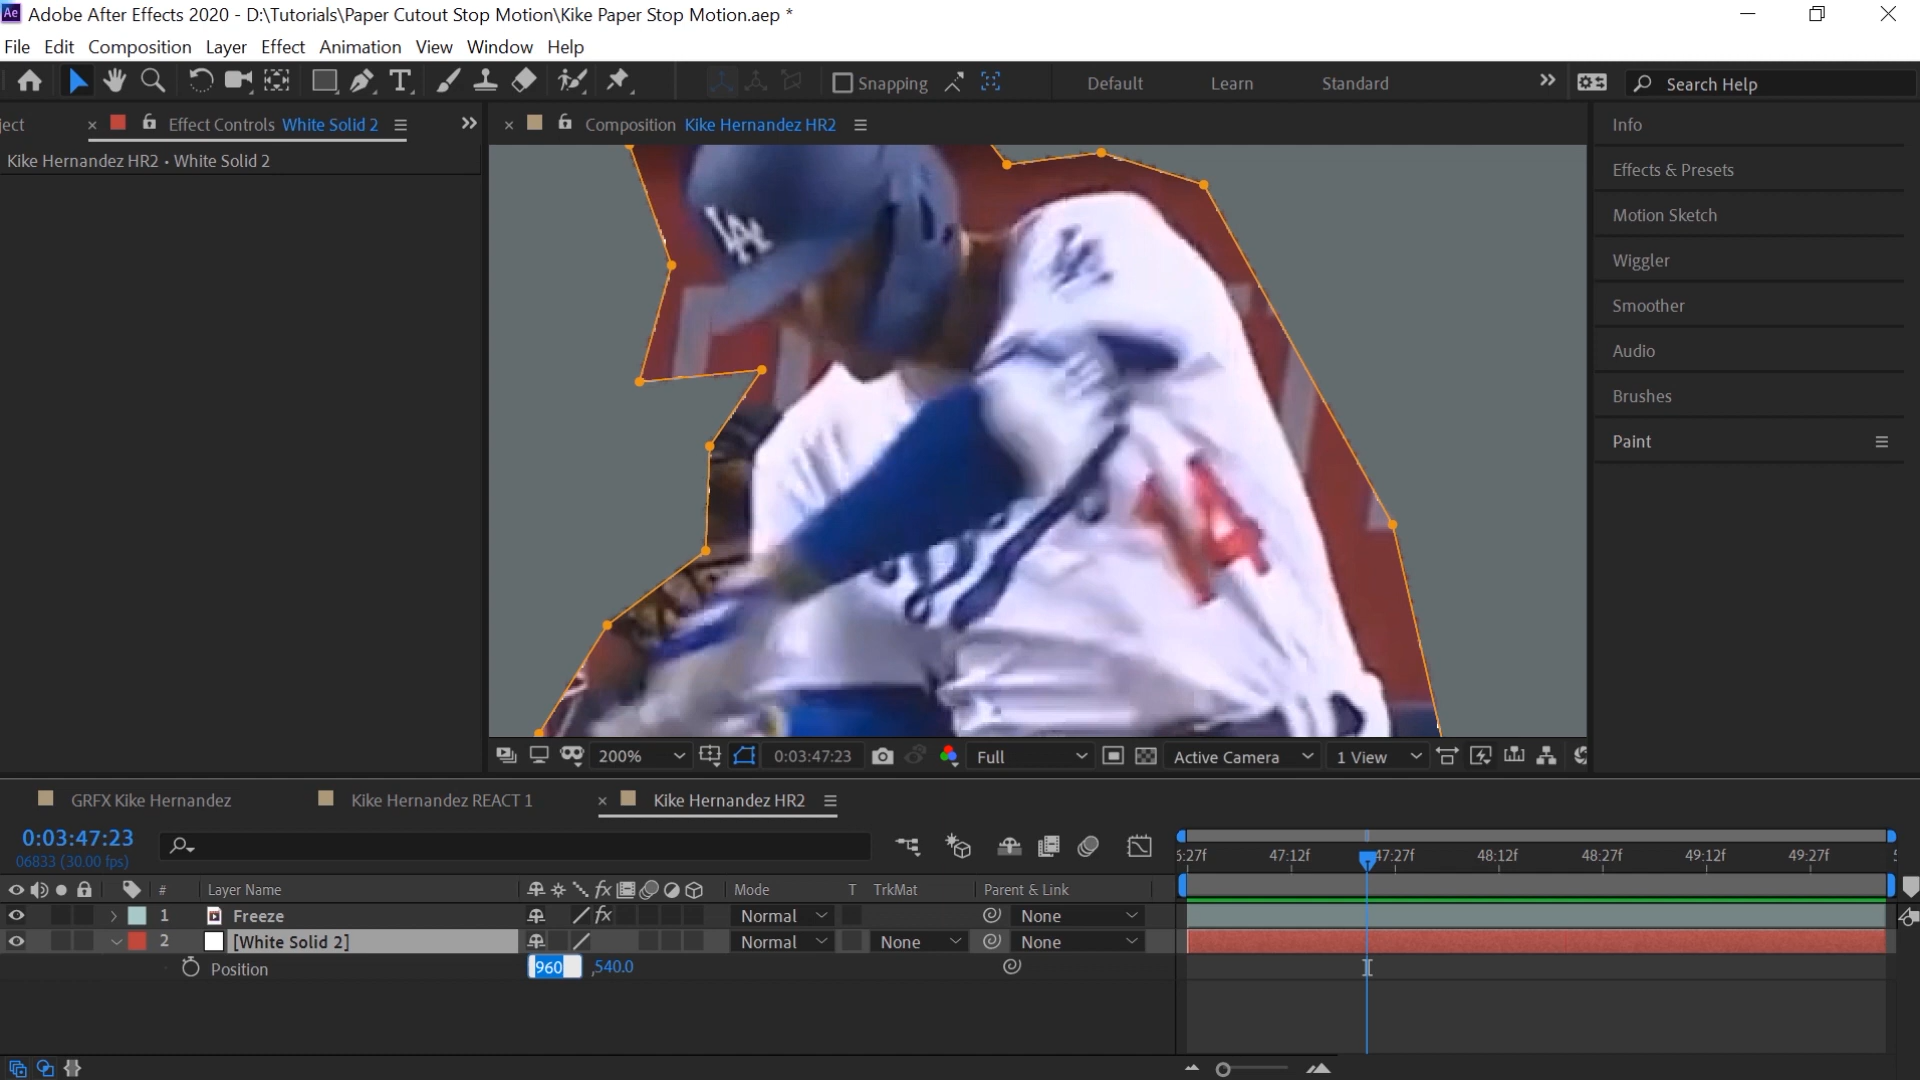 Ae Adobe After Effects 2020 - D:\Tutorials\Paper Cutout Stop Motion\Kike Paper Stop Motion.aep *
File Edit Composition Layer Effect Animation View Window Help
Snapping Default Learn Standard Search Help
ject Effect Controls White Solid 2 Composition Kike Hernandez HR2 Info
Kike Hernandez HR2 • White Solid 2
Effects & Presets
Motion Sketch
Wiggler
Smoother
Audio
Brushes
Paint
LA
LA
14
200% 0:03:47:23 Full Active Camera 1 View
GRFX Kike Hernandez Kike Hernandez REACT 1 Kike Hernandez HR2
0:03:47:23
06833 (30.00 fps)
5:27f 47:12f 47:27f 48:12f 48:27f 49:12f 49:27f
# Layer Name fx Mode T TrkMat Parent & Link
1 Freeze fx Normal None
2 [White Solid 2] Normal None None
Position 960 ,540.0